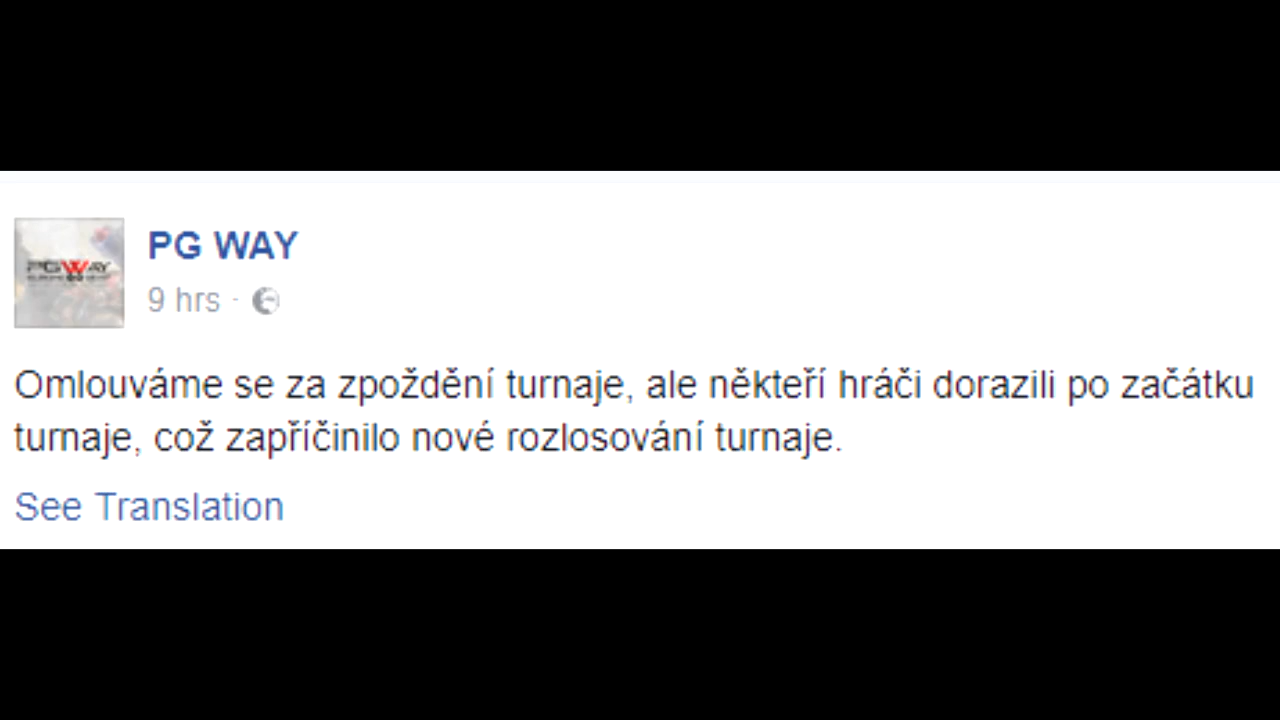 PG WAY
9 hrs ·
Omlouváme se za zpoždění turnaje, ale někteří hráči dorazili po začátku
turnaje, což zapříčinilo nové rozlosování turnaje.
See Translation